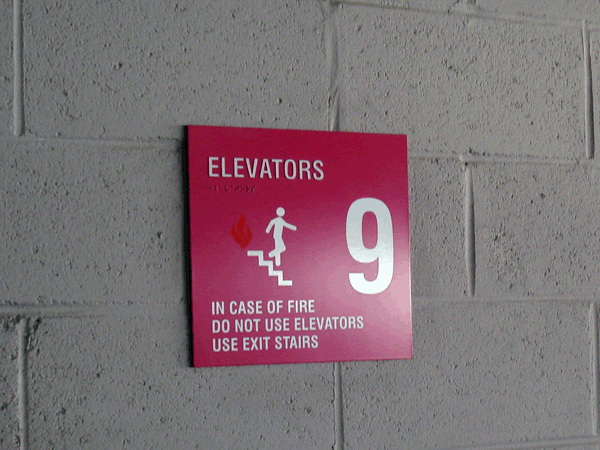 ELEVATORS
9
IN CASE OF FIRE
DO NOT USE ELEVATORS
USE EXIT STAIRS